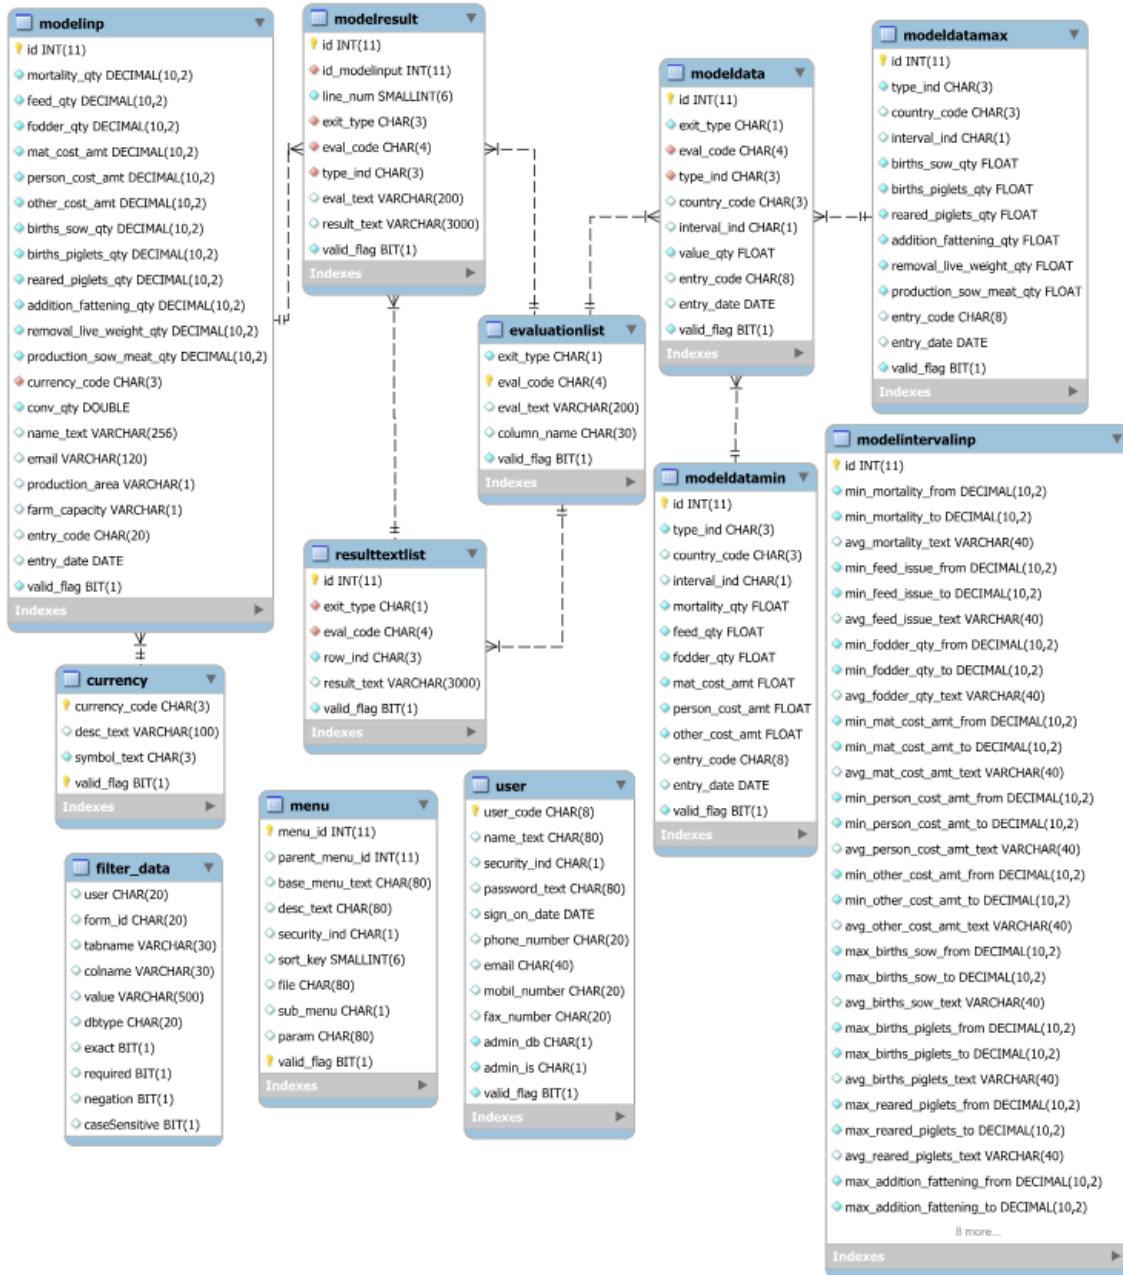 modelinp
id INT(11)
mortality_qty DECIMAL(10,2)
feed_qty DECIMAL(10,2)
fodder_qty DECIMAL(10,2)
mat_cost_amt DECIMAL(10,2)
person_cost_amt DECIMAL(10,2)
other_cost_amt DECIMAL(10,2)
births_sow_qty DECIMAL(10,2)
births_piglets_qty DECIMAL(10,2)
reared_piglets_qty DECIMAL(10,2)
addition_fattening_qty DECIMAL(10,2)
removal_live_weight_qty DECIMAL(10,2)
production_sow_meat_qty DECIMAL(10,2)
currency_code CHAR(3)
conv_qty DOUBLE
name_text VARCHAR(256)
email VARCHAR(120)
production_area VARCHAR(1)
farm_capacity VARCHAR(1)
entry_code CHAR(20)
entry_date DATE
valid_flag BIT(1)
Indexes
modelresult
id INT(11)
id_modelinput INT(11)
line_num SMALLINT(6)
exit_type CHAR(3)
eval_code CHAR(4)
type_ind CHAR(3)
eval_text VARCHAR(200)
result_text VARCHAR(3000)
valid_flag BIT(1)
Indexes
modeldata
id INT(11)
exit_type CHAR(1)
eval_code CHAR(4)
type_ind CHAR(3)
country_code CHAR(3)
interval_ind CHAR(1)
value_qty FLOAT
entry_code CHAR(8)
entry_date DATE
valid_flag BIT(1)
Indexes
modeldatamax
id INT(11)
type_ind CHAR(3)
country_code CHAR(3)
interval_ind CHAR(1)
births_sow_qty FLOAT
births_piglets_qty FLOAT
reared_piglets_qty FLOAT
addition_fattening_qty FLOAT
removal_live_weight_qty FLOAT
production_sow_meat_qty FLOAT
entry_code CHAR(8)
entry_date DATE
valid_flag BIT(1)
Indexes
evaluationlist
exit_type CHAR(1)
eval_code CHAR(4)
eval_text VARCHAR(200)
column_name CHAR(30)
valid_flag BIT(1)
Indexes
modelintervalinp
id INT(11)
min_mortality_from DECIMAL(10,2)
min_mortality_to DECIMAL(10,2)
avg_mortality_text VARCHAR(40)
min_feed_issue_from DECIMAL(10,2)
min_feed_issue_to DECIMAL(10,2)
avg_feed_issue_text VARCHAR(40)
min_fodder_qty_from DECIMAL(10,2)
min_fodder_qty_to DECIMAL(10,2)
avg_fodder_qty_text VARCHAR(40)
min_mat_cost_amt_from DECIMAL(10,2)
min_mat_cost_amt_to DECIMAL(10,2)
avg_mat_cost_amt_text VARCHAR(40)
min_person_cost_amt_from DECIMAL(10,2)
min_person_cost_amt_to DECIMAL(10,2)
avg_person_cost_amt_text VARCHAR(40)
min_other_cost_amt_from DECIMAL(10,2)
min_other_cost_amt_to DECIMAL(10,2)
avg_other_cost_amt_text VARCHAR(40)
max_births_sow_from DECIMAL(10,2)
max_births_sow_to DECIMAL(10,2)
avg_births_sow_text VARCHAR(40)
max_births_piglets_from DECIMAL(10,2)
max_births_piglets_to DECIMAL(10,2)
avg_births_piglets_text VARCHAR(40)
max_reared_piglets_from DECIMAL(10,2)
max_reared_piglets_to DECIMAL(10,2)
avg_reared_piglets_text VARCHAR(40)
max_addition_fattening_from DECIMAL(10,2)
max_addition_fattening_to DECIMAL(10,2)
8 more...
Indexes
modeldatamin
id INT(11)
type_ind CHAR(3)
country_code CHAR(3)
interval_ind CHAR(1)
mortality_qty FLOAT
feed_qty FLOAT
fodder_qty FLOAT
mat_cost_amt FLOAT
person_cost_amt FLOAT
other_cost_amt FLOAT
entry_code CHAR(8)
entry_date DATE
valid_flag BIT(1)
Indexes
resulttextlist
id INT(11)
exit_type CHAR(1)
eval_code CHAR(4)
row_ind CHAR(3)
result_text VARCHAR(3000)
valid_flag BIT(1)
Indexes
currency
currency_code CHAR(3)
desc_text VARCHAR(100)
symbol_text CHAR(3)
valid_flag BIT(1)
Indexes
user
user_code CHAR(8)
name_text CHAR(80)
security_ind CHAR(1)
password_text CHAR(80)
sign_on_date DATE
phone_number CHAR(20)
email CHAR(40)
mobil_number CHAR(20)
fax_number CHAR(20)
admin_db CHAR(1)
admin_is CHAR(1)
valid_flag BIT(1)
Indexes
menu
menu_id INT(11)
parent_menu_id INT(11)
base_menu_text CHAR(80)
desc_text CHAR(80)
security_ind CHAR(1)
sort_key SMALLINT(6)
file CHAR(80)
sub_menu CHAR(1)
param CHAR(80)
valid_flag BIT(1)
Indexes
filter_data
user CHAR(20)
form_id CHAR(20)
tabname VARCHAR(30)
colname VARCHAR(30)
value VARCHAR(500)
dbtype CHAR(20)
exact BIT(1)
required BIT(1)
negation BIT(1)
caseSensitive BIT(1)